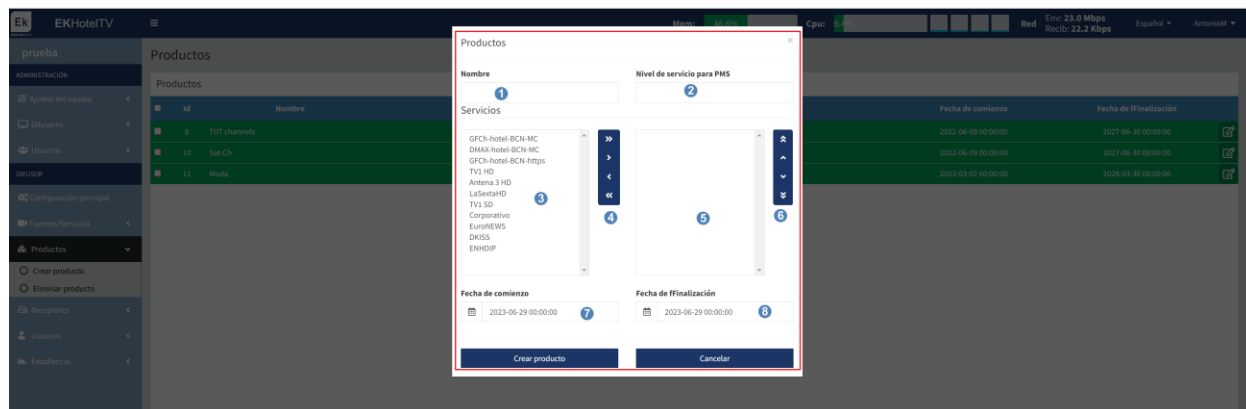 Ek EKHotelTV Mem: 46.6% Cpu: 9.4 Red Env: 23.0 Mbps Recib: 22.2 Kbps Español AntonioM
prueba
ADMINISTRACIÓN
Ajustes del equipo
Difusores
Usuarios
DIFUSOR
Configuración principal
Fuentes/Servicios
Productos
Crear producto
Eliminar producto
Receptores
Usuarios
Estadísticas
Productos
Productos
Id Nombre Fecha de comienzo Fecha de fFinalización
8 TDT channels 2022-06-09 00:00:00 2027-06-30 00:00:00
10 Sat-Ch 2022-06-09 00:00:00 2027-06-30 00:00:00
11 Moda 2023-03-02 00:00:00 2028-03-30 00:00:00
Productos ×
Nombre Nivel de servicio para PMS
1 2
Servicios
GFCh-hotel-BCN-MC
DMAX-hotel-BCN-MC
GFCh-hotel-BCN-https
TV1 HD
Antena 3 HD
LaSextaHD
TV1 SD
Corporativo
EuroNEWS
DKISS
ENHDIP
3 4 5 6
Fecha de comienzo Fecha de fFinalización
2023-06-29 00:00:00 7 2023-06-29 00:00:00 8
Crear producto Cancelar